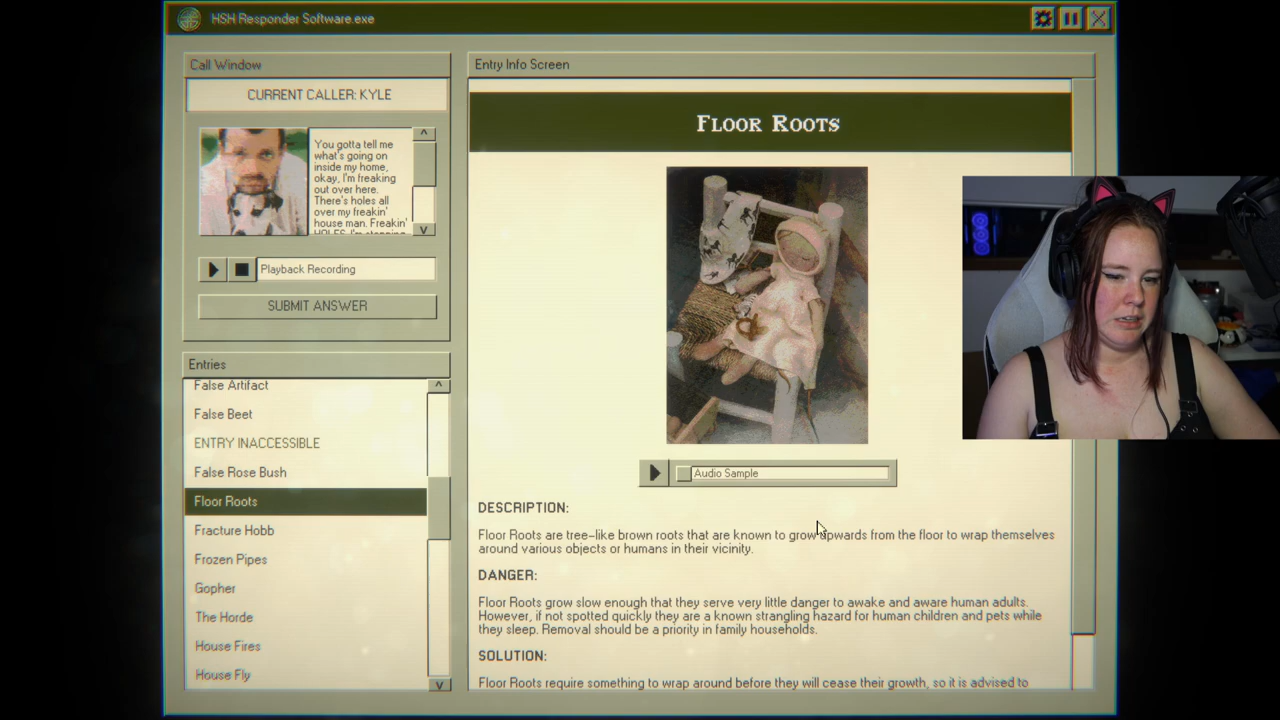 HSH Responder Software.exe
Call Window
CURRENT CALLER: KYLE
You gotta tell me
what's going on
inside my home,
okay, I'm freaking
out over here.
There's holes all
over my freakin'
house man. Freakin'
HOLES. I'm stepping
Playback Recording
SUBMIT ANSWER
Entries
False Artifact
False Beet
ENTRY INACCESSIBLE
False Rose Bush
Floor Roots
Fracture Hobb
Frozen Pipes
Gopher
The Horde
House Fires
House Fly
Entry Info Screen
FLOOR ROOTS
Audio Sample
DESCRIPTION:
Floor Roots are tree-like brown roots that are known to grow upwards from the floor to wrap themselves
around various objects or humans in their vicinity.
DANGER:
Floor Roots grow slow enough that they serve very little danger to awake and aware human adults.
However, if not spotted quickly they are a known strangling hazard for human children and pets while
they sleep. Removal should be a priority in family households.
SOLUTION:
Floor Roots require something to wrap around before they will cease their growth, so it is advised to